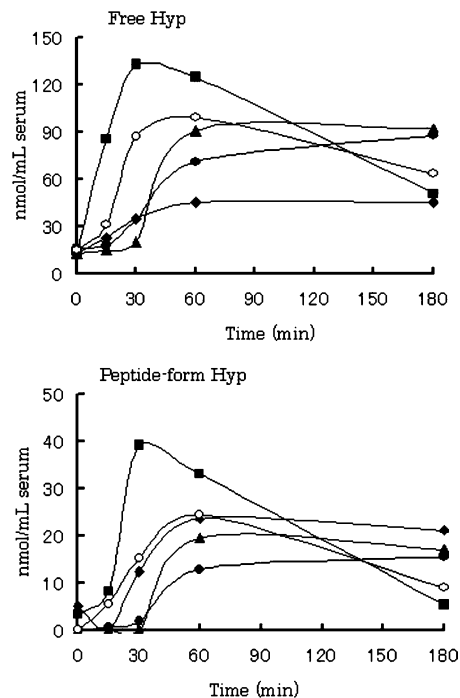 Free Hyp
150
120
90
60
30
0
nmol/mL serum
0 30 60 90 120 150 180
Time (min)
Peptide-form Hyp
50
40
30
20
10
0
nmol/mL serum
0 30 60 90 120 150 180
Time (min)